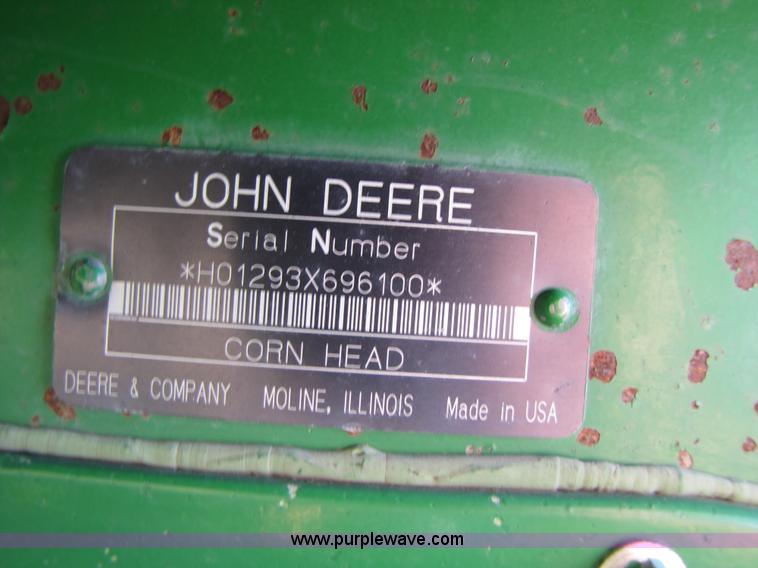 JOHN DEERE
Serial Number
*H01293X696100*
CORN HEAD
DEERE & COMPANY MOLINE, ILLINOIS Made in USA
www.purplewave.com